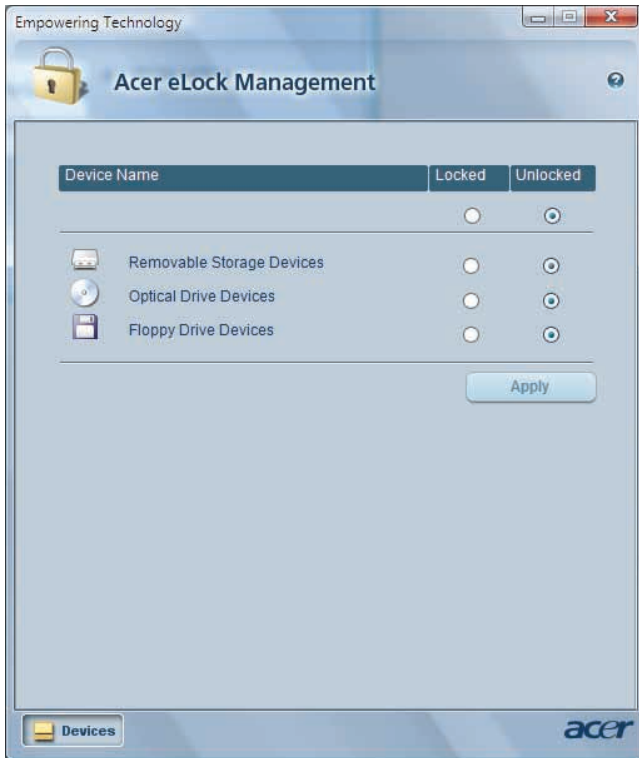 Empowering Technology
Acer eLock Management
Device Name Locked Unlocked
Removable Storage Devices
Optical Drive Devices
Floppy Drive Devices
Apply
Devices
acer